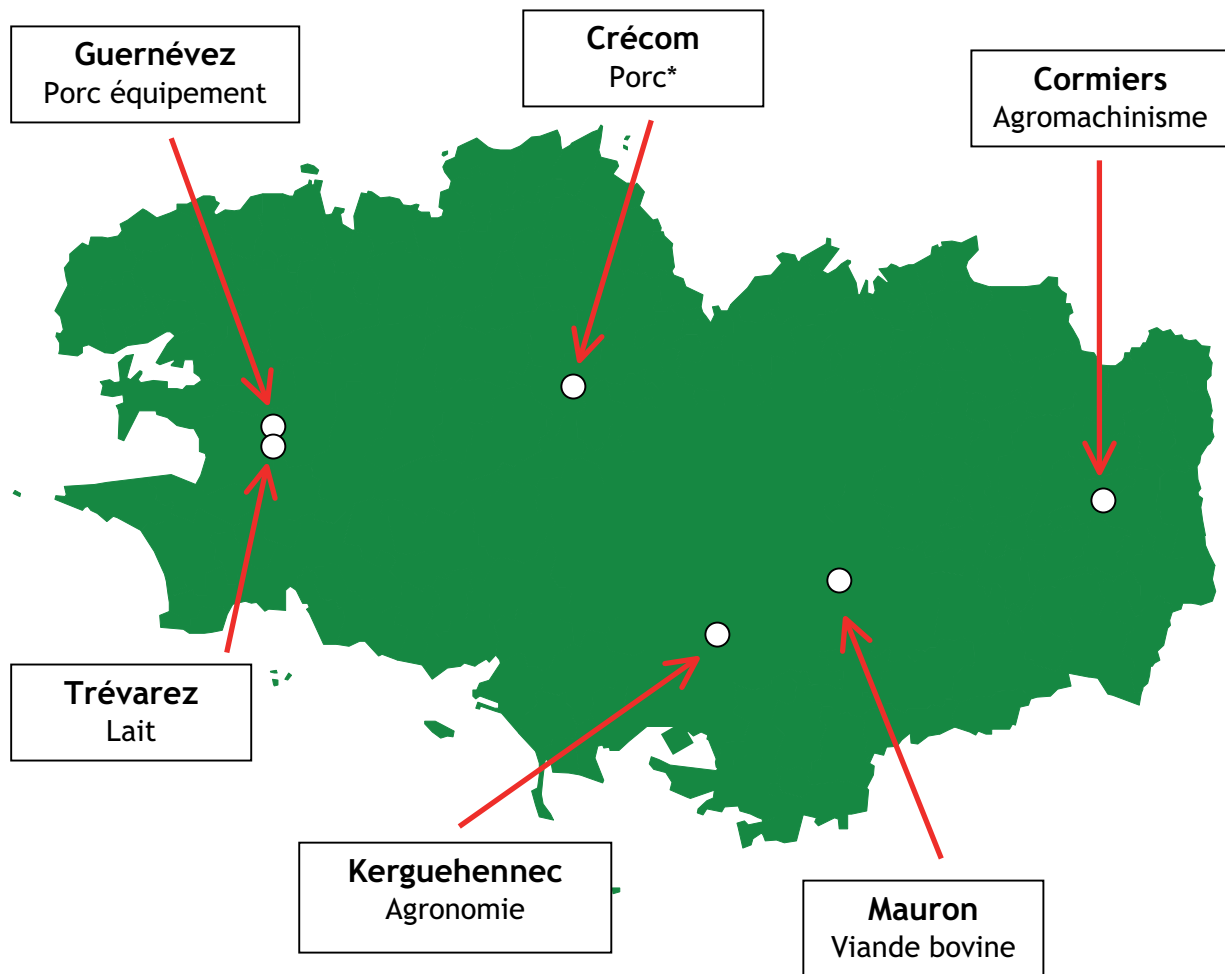 Guernévez
Porc équipement
Crécom
Porc*
Cormiers
Agromachinisme
Trévarez
Lait
Kerguehennec
Agronomie
Mauron
Viande bovine